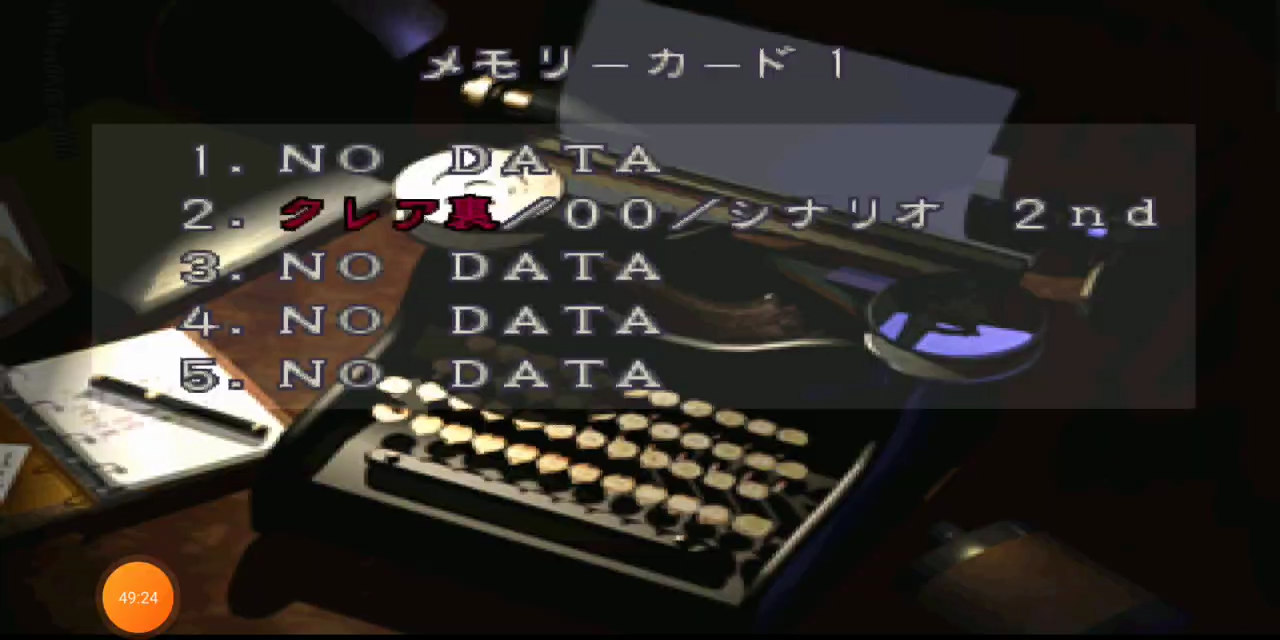 メモリーカード 1
1. NO DATA
2. クレア裏/00/シナリオ 2nd
3. NO DATA
4. NO DATA
5. NO DATA
49:24